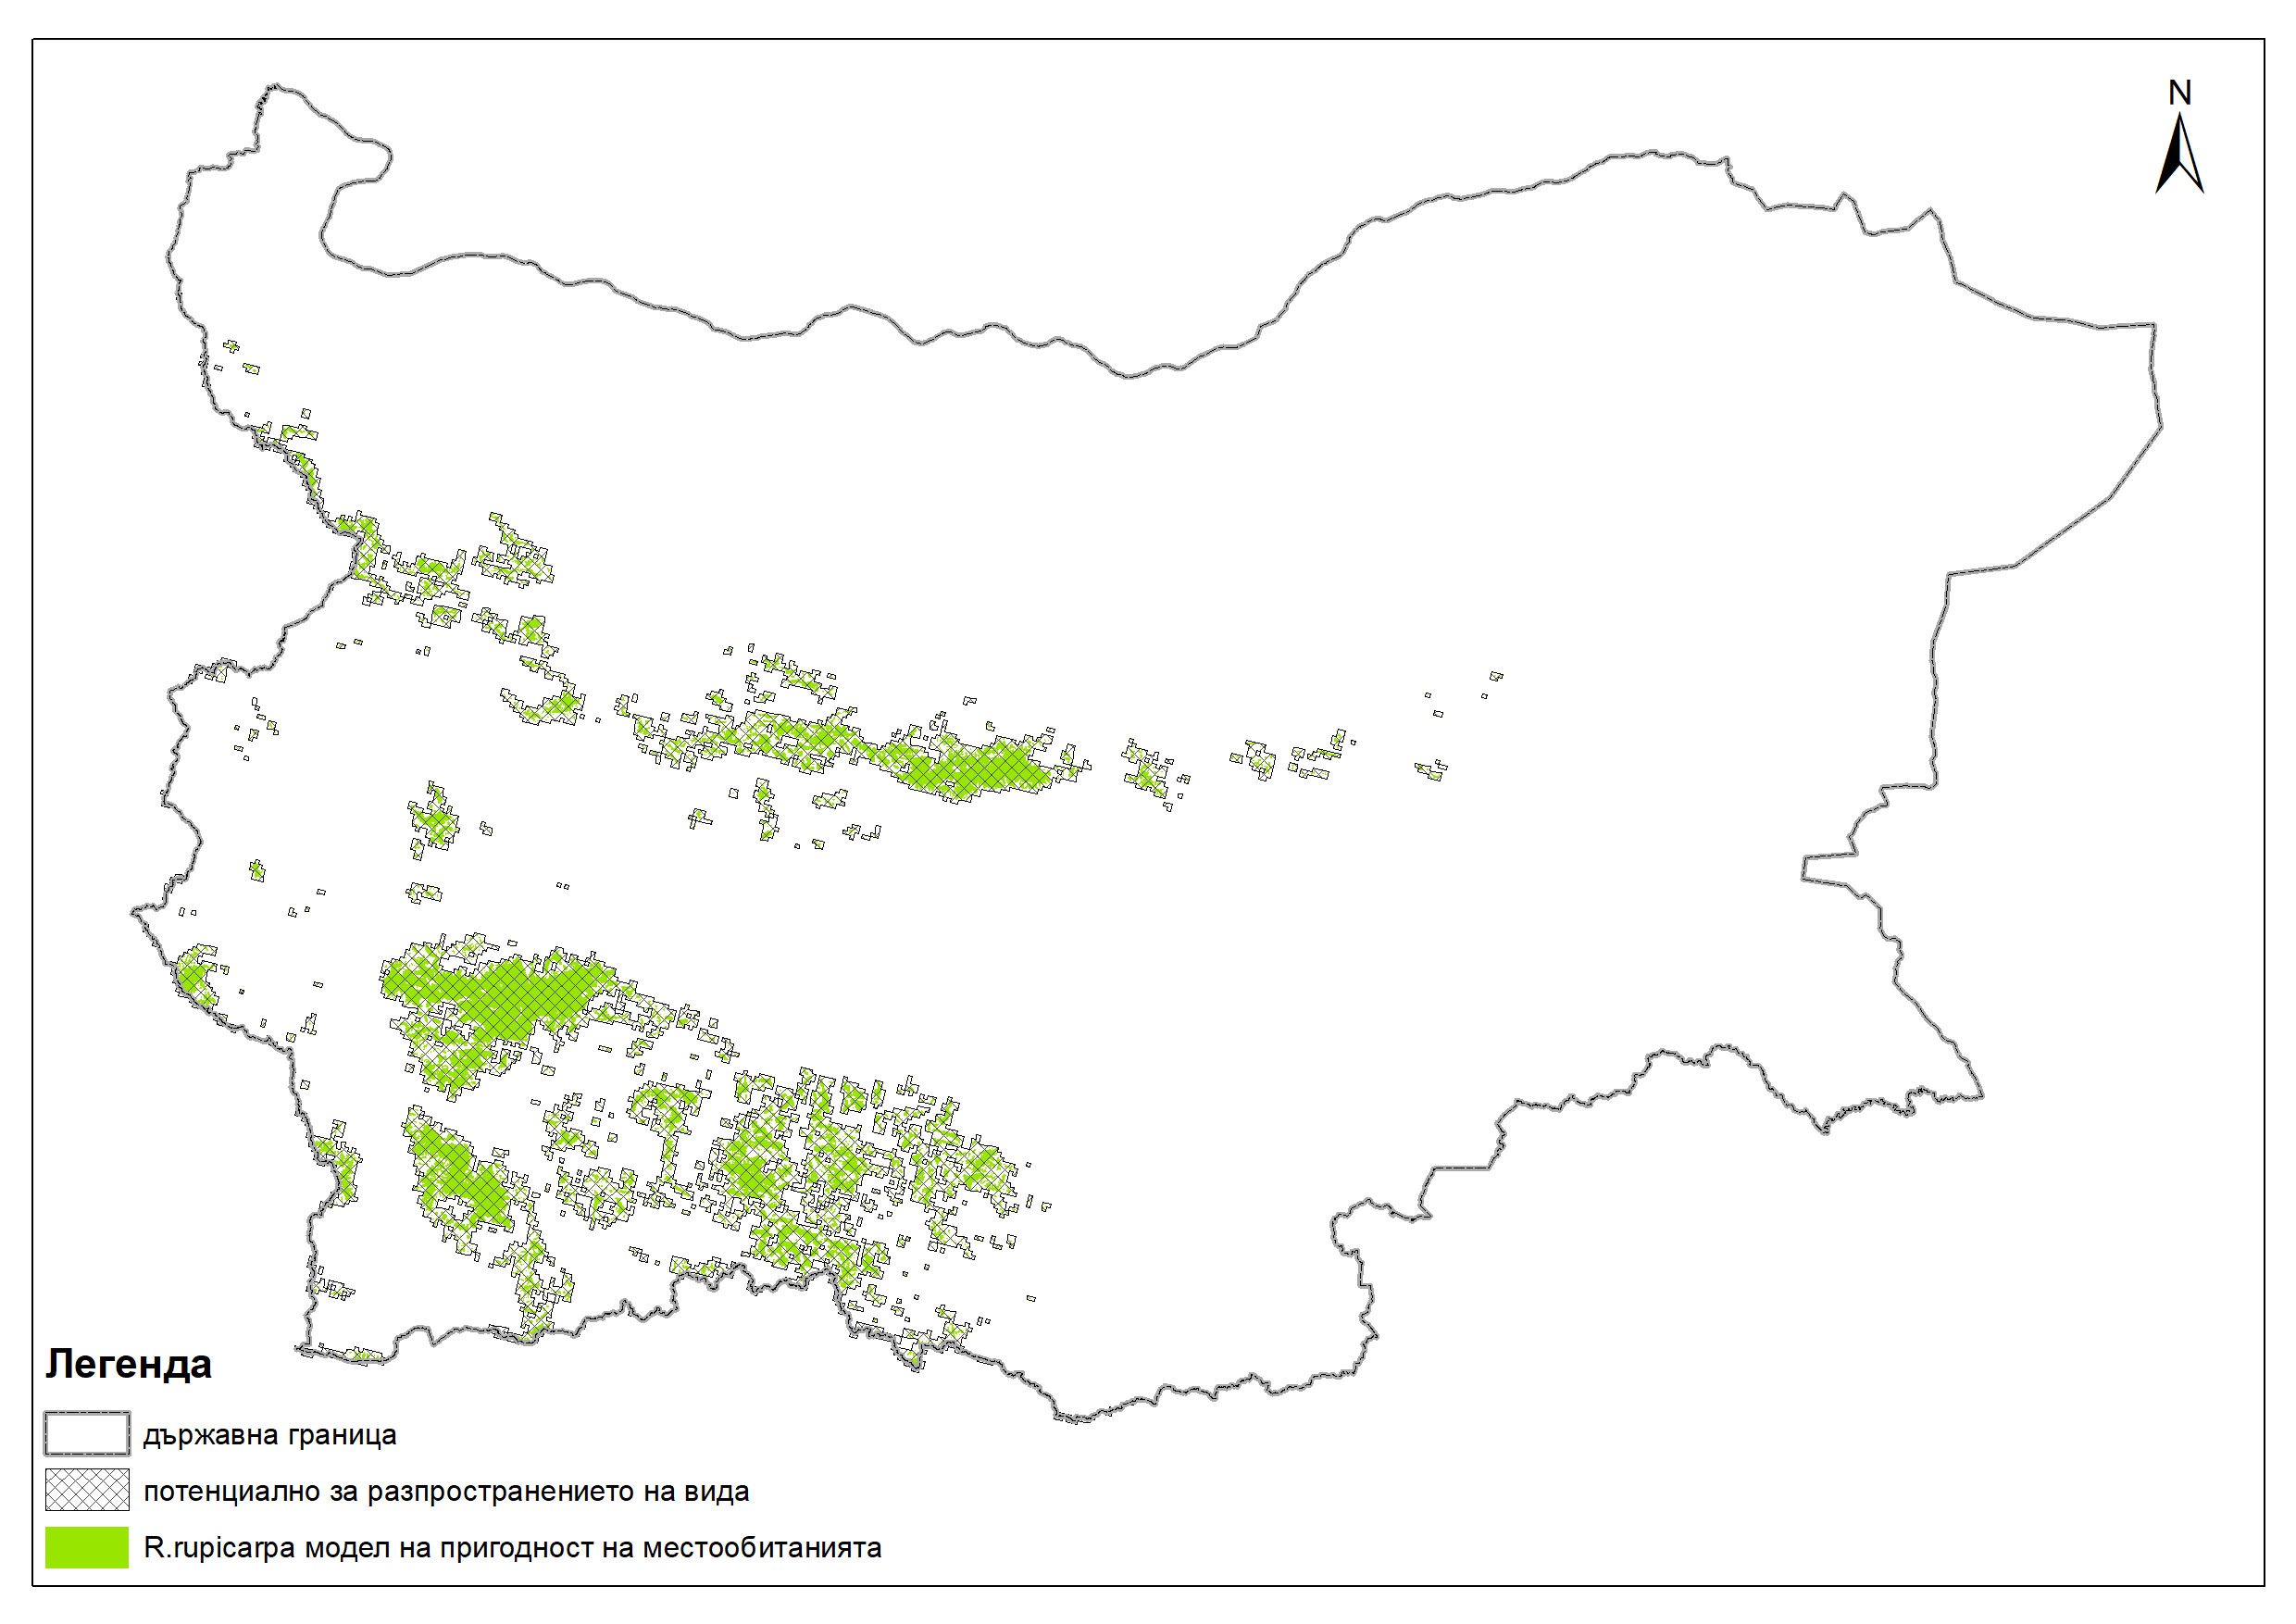 N
Легенда
държавна граница
потенциално за разпространението на вида
R.rupicarpa модел на пригодност на местообитанията